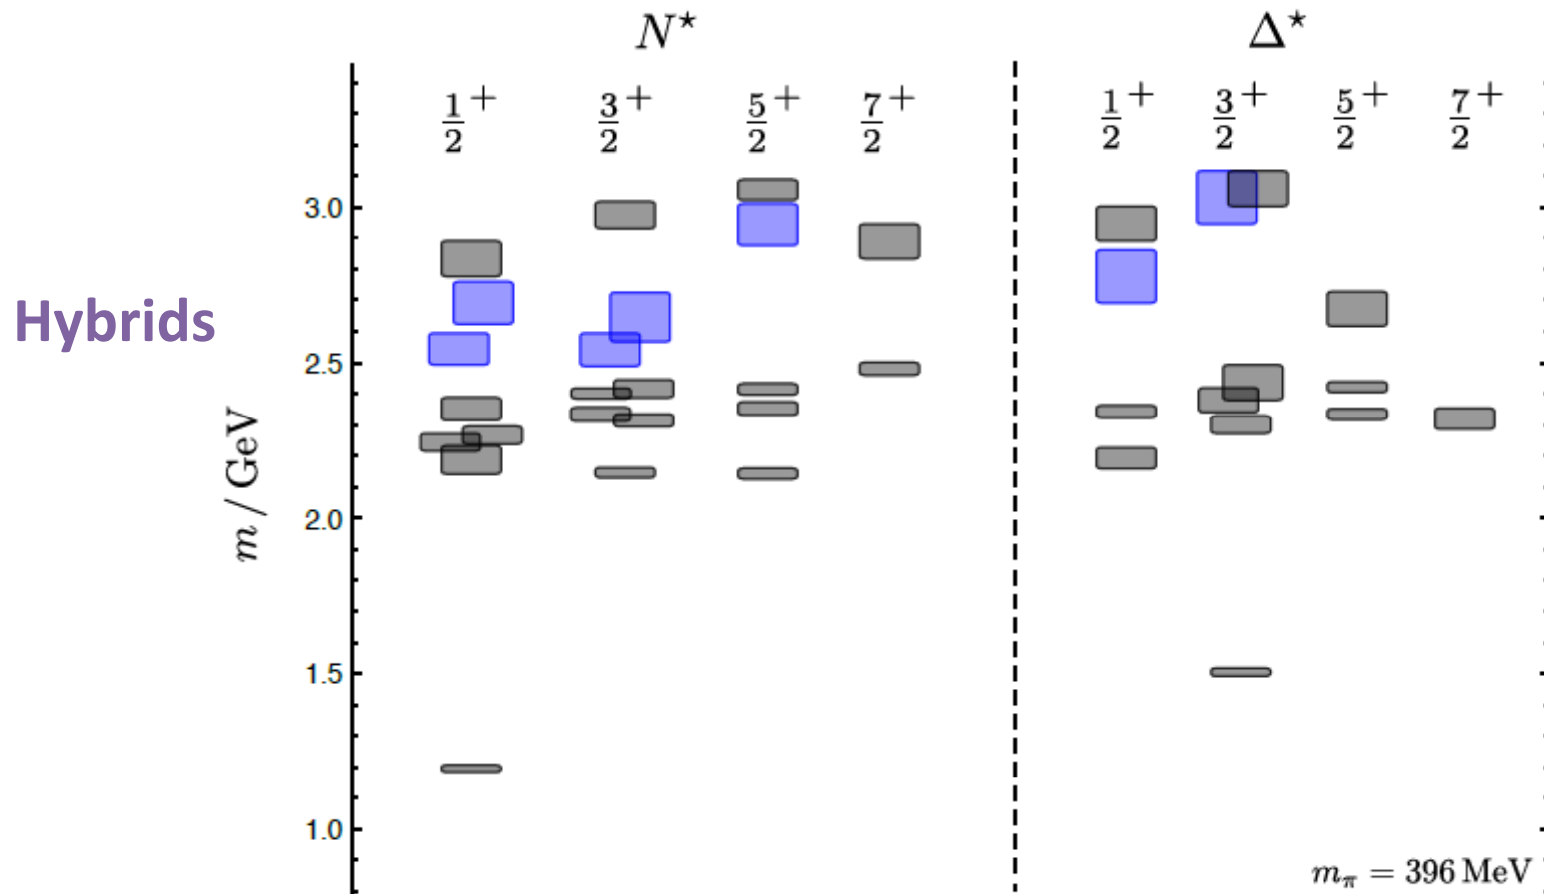 N⋆ Δ⋆
1/2+ 3/2+ 5/2+ 7/2+ 1/2+ 3/2+ 5/2+ 7/2+
3.0
Hybrids
2.5
m / GeV
2.0
1.5
1.0
mπ = 396 MeV